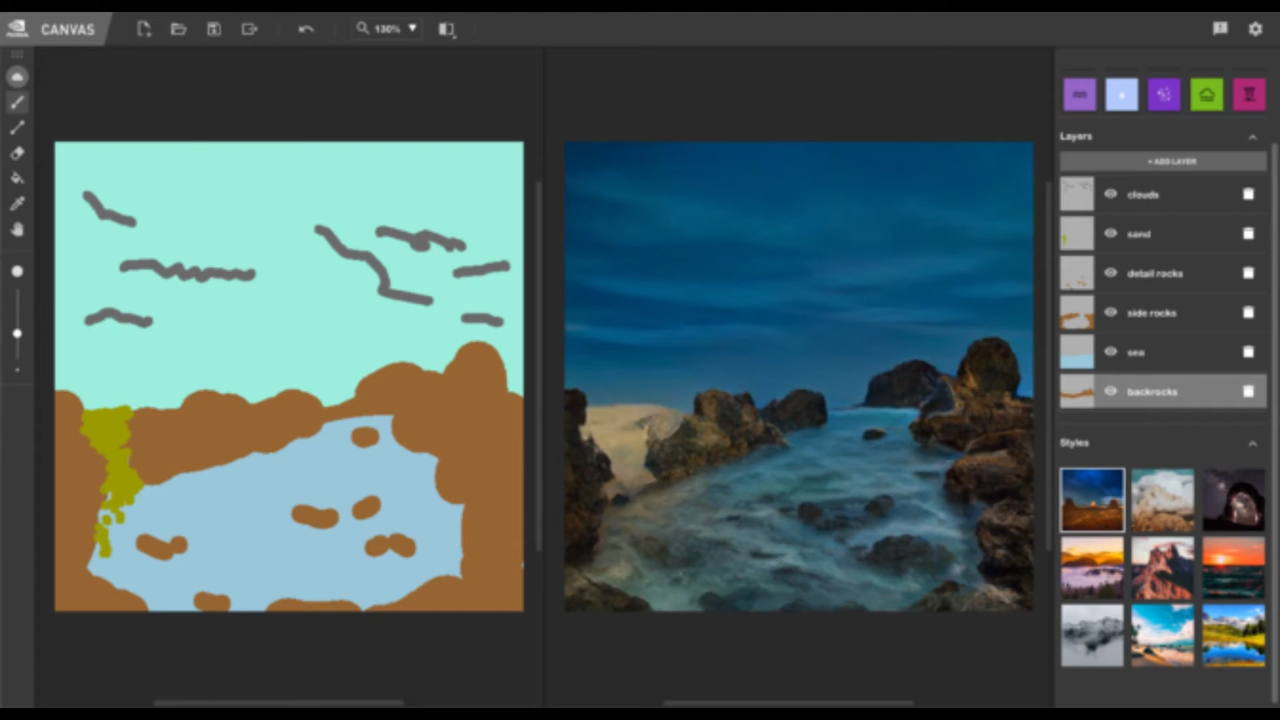 CANVAS
130%
Layers
+ ADD LAYER
clouds
sand
detail rocks
side rocks
sea
backrocks
Styles